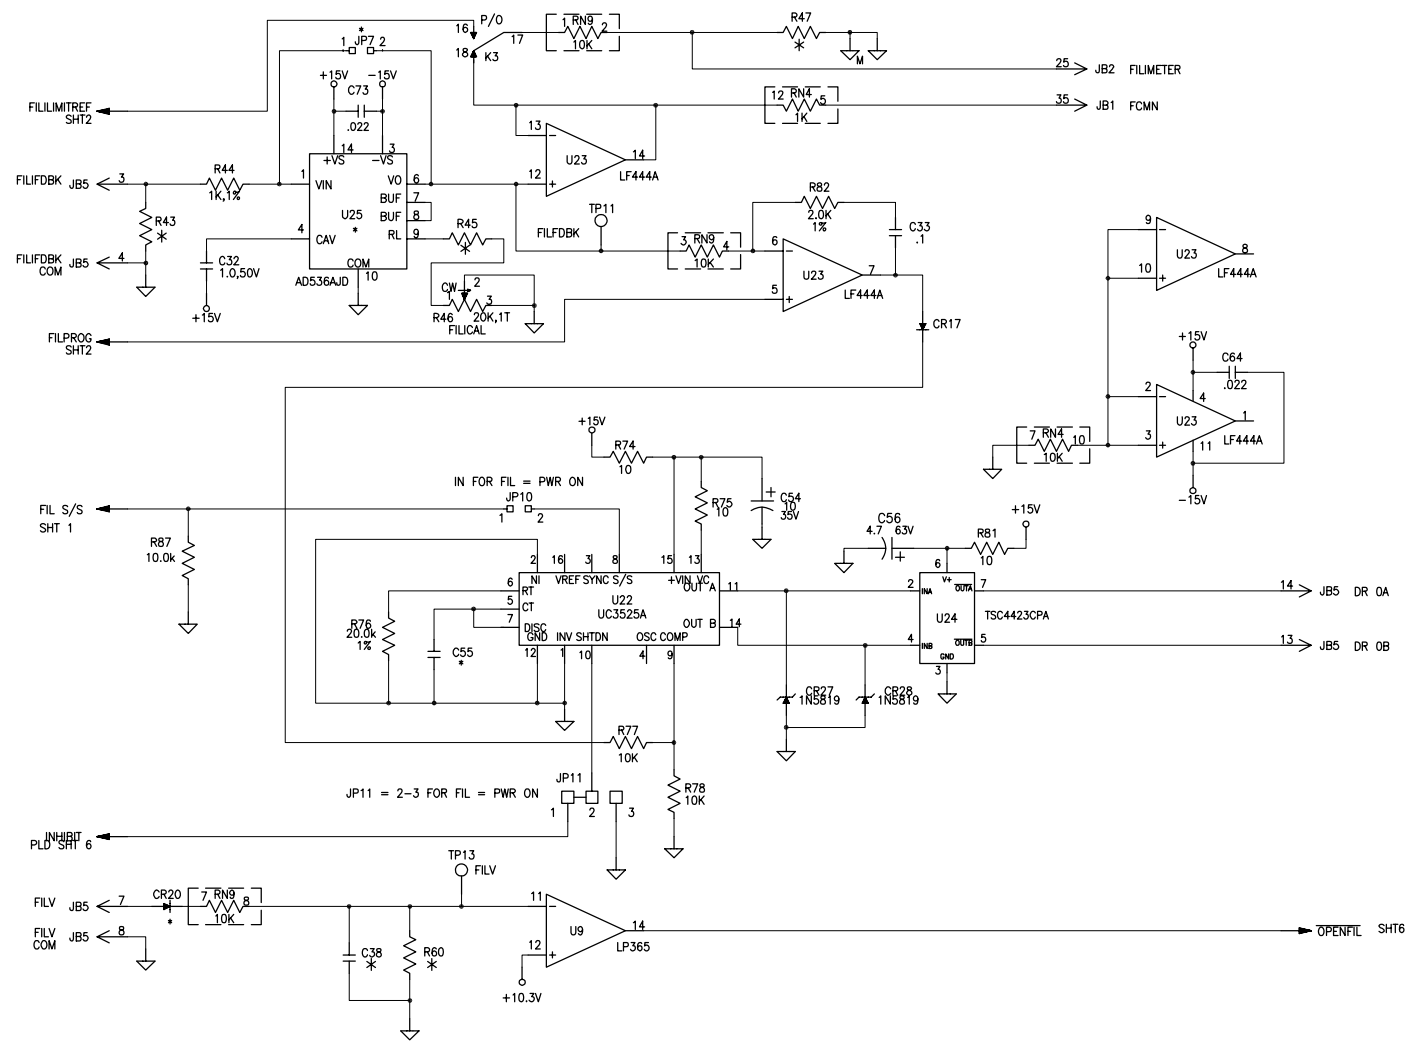 P/O
16
18
17
K3
1 RN9 2
10K
R47
*
M
25 JB2 FILIMETER
35 JB1 FCMN
12 RN4 5
1K
*
1 JP7 2
+15V
-15V
C73
.022
FILILIMITREF
SHT2
14
3
+VS
-VS
R44
1K,1%
FILIFDBK JB5 3
R43
*
FILIFDBK
COM JB5 4
1
VIN
VO 6
BUF 7
BUF 8
RL 9
U25
*
4
CAV
COM
10
AD536AJD
C32
1.0,50V
+15V
R45
*
CW
1
2
3
R46
20K,1T
FILICAL
13
12
14
U23
LF444A
TP11
FILFDBK
3 RN9 4
10K
R82
2.0K
1%
C33
.1
6
5
7
U23
LF444A
CR17
FILPROG
SHT2
9
10
8
U23
LF444A
+15V
C64
.022
2
3
4
1
11
U23
LF444A
-15V
7 RN4 10
10K
+15V
R74
10
R75
10
C54
10
35V
IN FOR FIL = PWR ON
JP10
1 2
FIL S/S
SHT 1
R87
10.0k
2 16 3 8 15 13
NI VREF SYNC S/S +VIN VC
OUT A 11
OUT B 14
U22
UC3525A
6 RT
5 CT
7 DISC
GND INV SHTDN OSC COMP
12 1 10 4 9
R76
20.0k
1%
C55
*
C56
4.7 63V
R81
10
+15V
6
V+
2 INA OUTA 7
U24
TSC4423CPA
4 INB OUTB 5
GND
3
14 JB5 DR 0A
13 JB5 DR 0B
CR27
1N5819
CR28
1N5819
R77
10K
R78
10K
JP11
JP11 = 2-3 FOR FIL = PWR ON
1 2 3
INHIBIT
PLD SHT 6
TP13
FILV
FILV JB5 7
FILV
COM JB5 8
CR20
*
7 RN9 8
10K
C38
*
R60
*
11
12
14
U9
LP365
+10.3V
OPENFIL SHT6